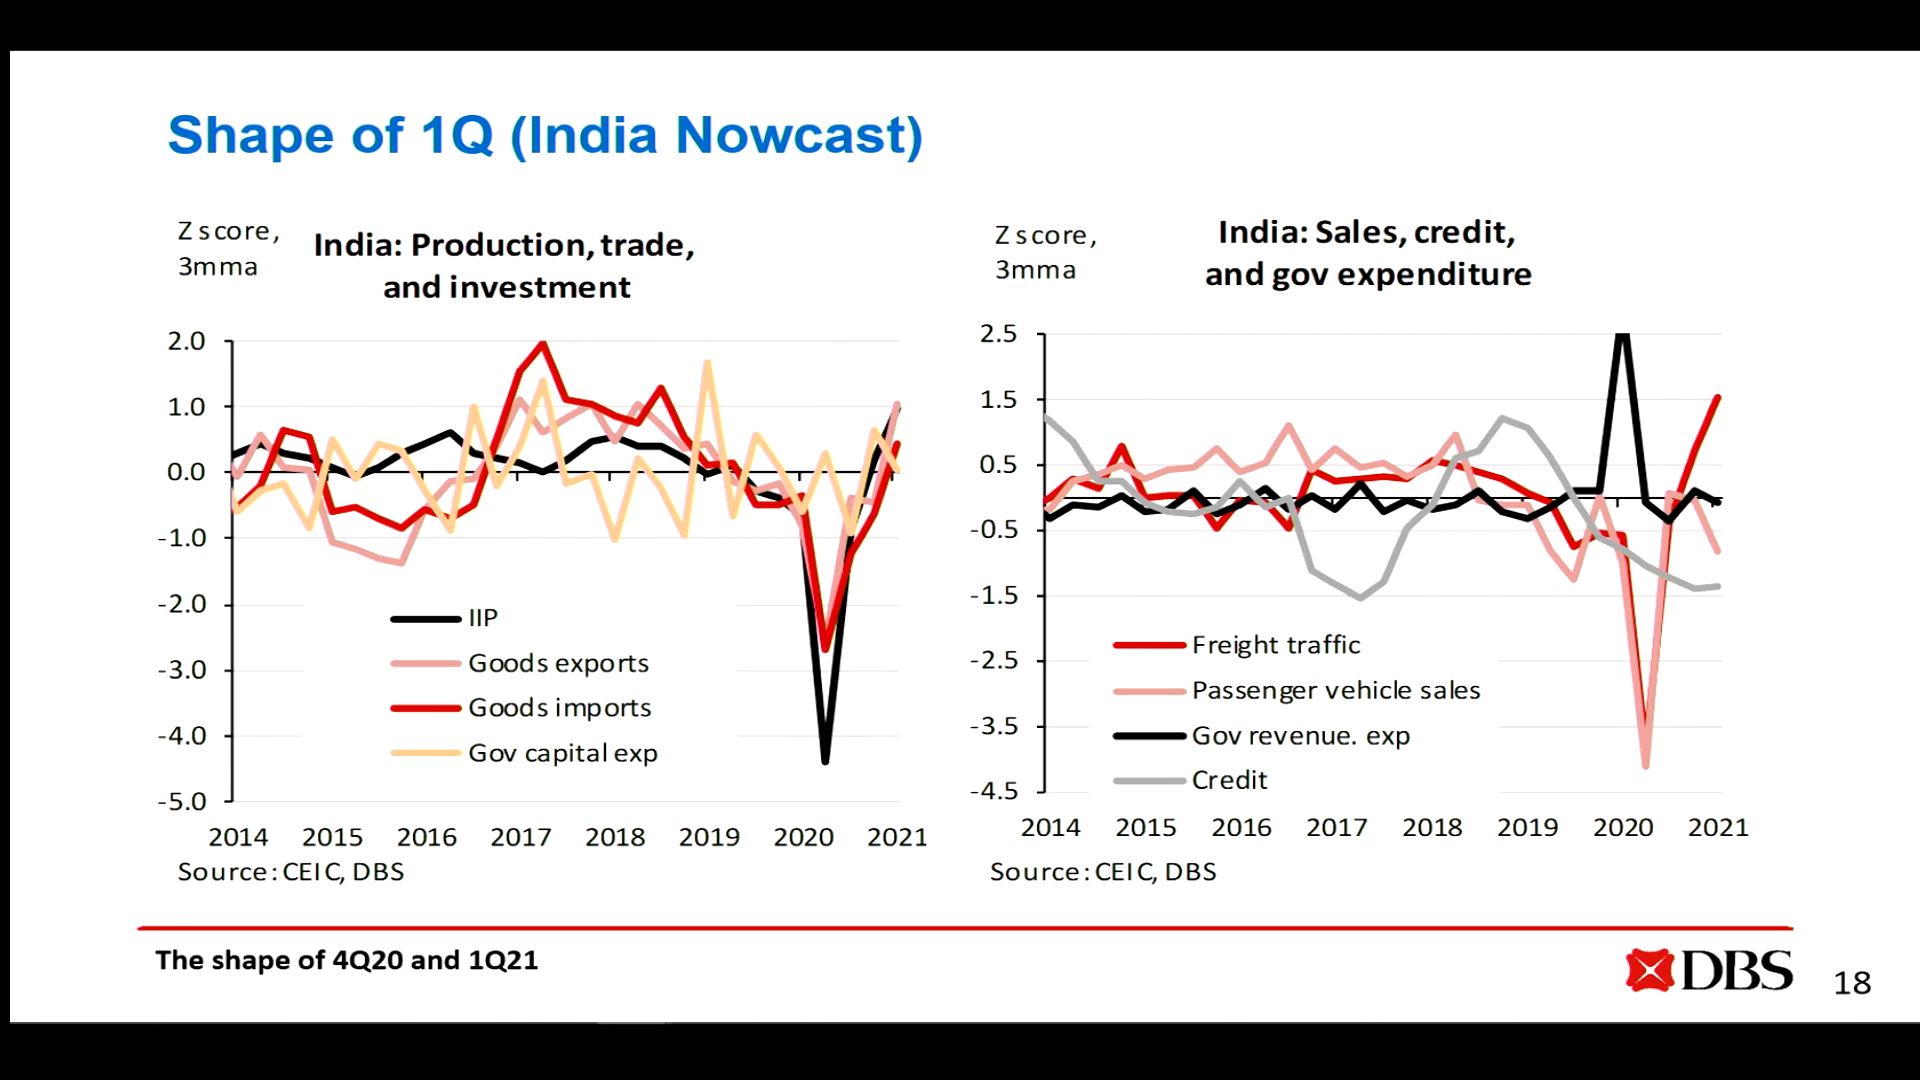 Shape of 1Q (India Nowcast)
Z score,
3mma
India: Production, trade,
and investment
2.0
1.0
0.0
-1.0
-2.0
-3.0
-4.0
-5.0
IIP
Goods exports
Goods imports
Gov capital exp
2014 2015 2016 2017 2018 2019 2020 2021
Source: CEIC, DBS
Z score,
3mma
India: Sales, credit,
and gov expenditure
2.5
1.5
0.5
-0.5
-1.5
-2.5
-3.5
-4.5
Freight traffic
Passenger vehicle sales
Gov revenue. exp
Credit
2014 2015 2016 2017 2018 2019 2020 2021
Source: CEIC, DBS
The shape of 4Q20 and 1Q21
DBS
18